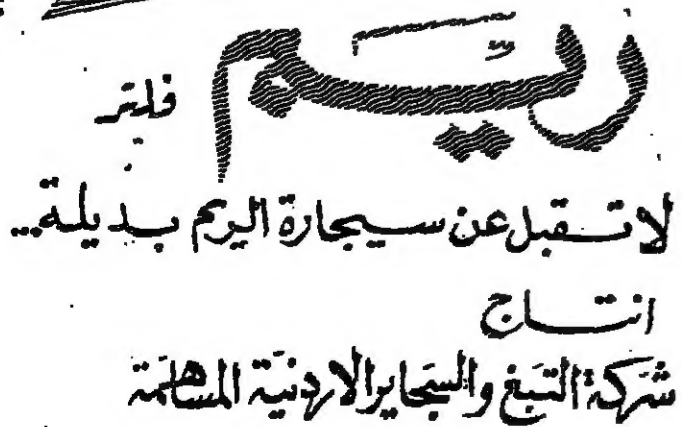 ريم
فلتر
لا تقبل عن سيجارة الريم بديلة..
انتاج
شركة التبغ والسجاير الاردنية المساهمة